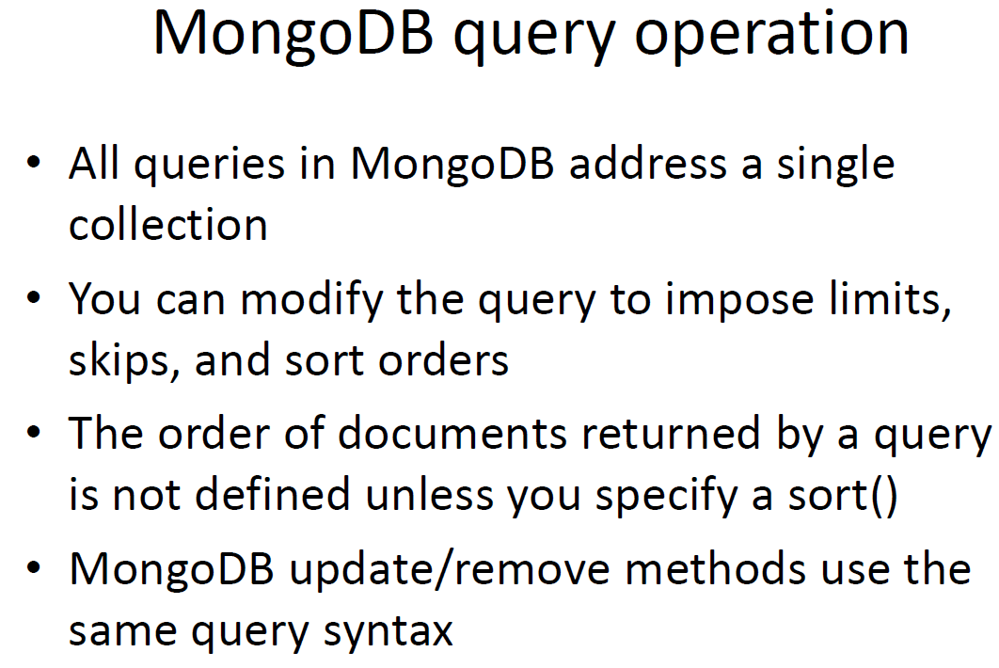 MongoDB query operation
• All queries in MongoDB address a single
collection
• You can modify the query to impose limits,
skips, and sort orders
• The order of documents returned by a query
is not defined unless you specify a sort()
• MongoDB update/remove methods use the
same query syntax